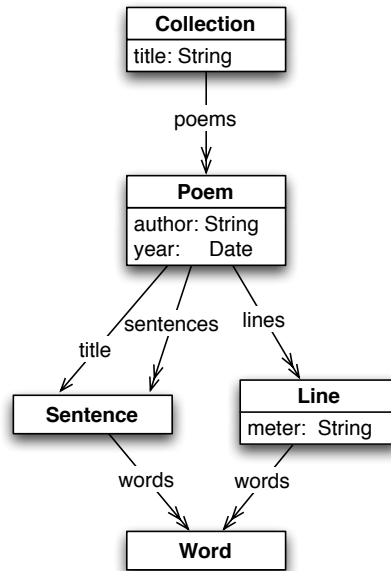 Collection
title: String
poems
Poem
author: String
year: Date
sentences
lines
title
Sentence
Line
meter: String
words
words
Word